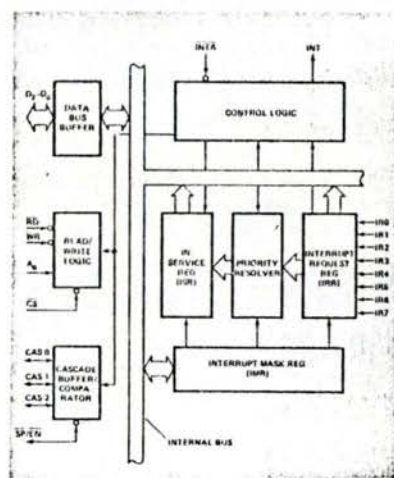 INTA
INT
D7-D0
DATA
BUS
BUFFER
CONTROL LOGIC
RD
WR
A0
CS
READ/
WRITE
LOGIC
IN
SERVICE
REG
(ISR)
PRIORITY
RESOLVER
INTERRUPT
REQUEST
REG
(IRR)
IR0
IR1
IR2
IR3
IR4
IR5
IR6
IR7
CAS 0
CAS 1
CAS 2
CASCADE
BUFFER/
COMPA
RATOR
INTERRUPT MASK REG
(IMR)
SP/EN
INTERNAL BUS